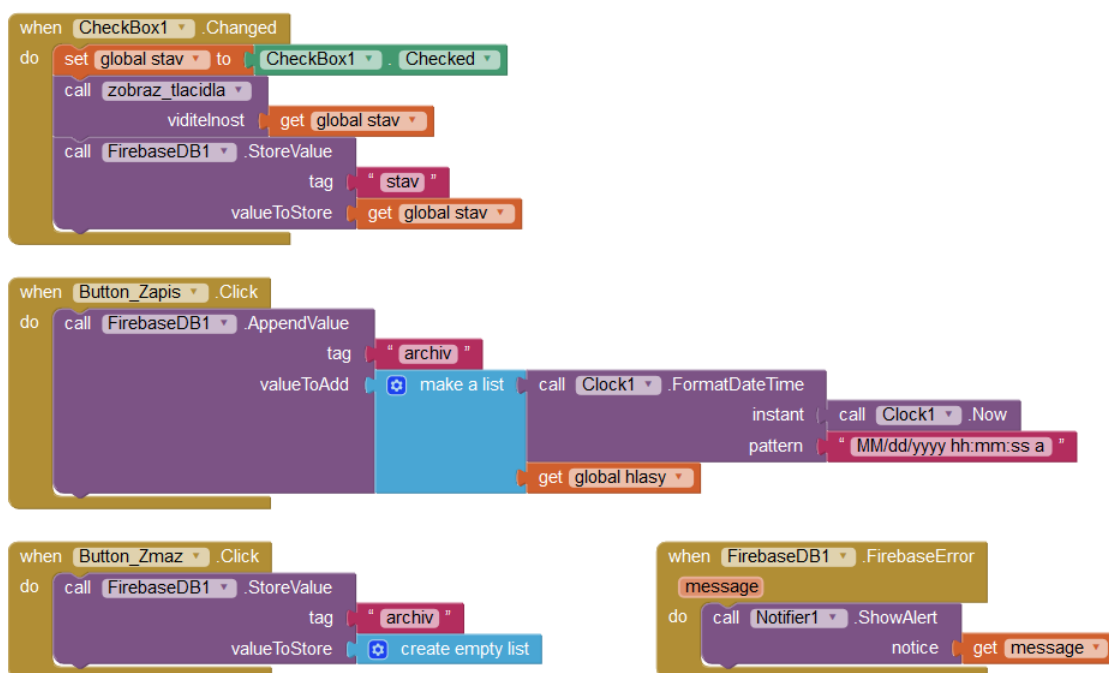 when CheckBox1 .Changed
do set global stav to CheckBox1 . Checked
call zobraz_tlacidla
viditelnost get global stav
call FirebaseDB1 .StoreValue
tag " stav "
valueToStore get global stav
when Button_Zapis .Click
do call FirebaseDB1 .AppendValue
tag " archiv "
valueToAdd make a list call Clock1 .FormatDateTime
instant call Clock1 .Now
pattern " MM/dd/yyyy hh:mm:ss a "
get global hlasy
when Button_Zmaz .Click
do call FirebaseDB1 .StoreValue
tag " archiv "
valueToStore create empty list
when FirebaseDB1 .FirebaseError
message
do call Notifier1 .ShowAlert
notice get message